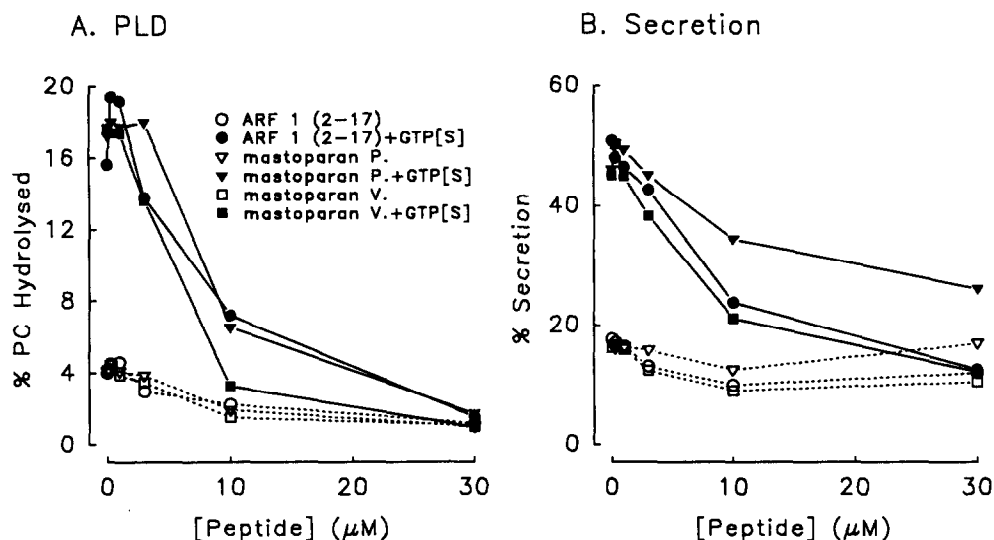 A. PLD
B. Secretion
% PC Hydrolysed
20
16
12
8
4
0
ARF 1 (2-17)
ARF 1 (2-17)+GTP[S]
mastoparan P.
mastoparan P.+GTP[S]
mastoparan V.
mastoparan V.+GTP[S]
0 10 20 30
[Peptide] (μM)
% Secretion
60
40
20
0
0 10 20 30
[Peptide] (μM)